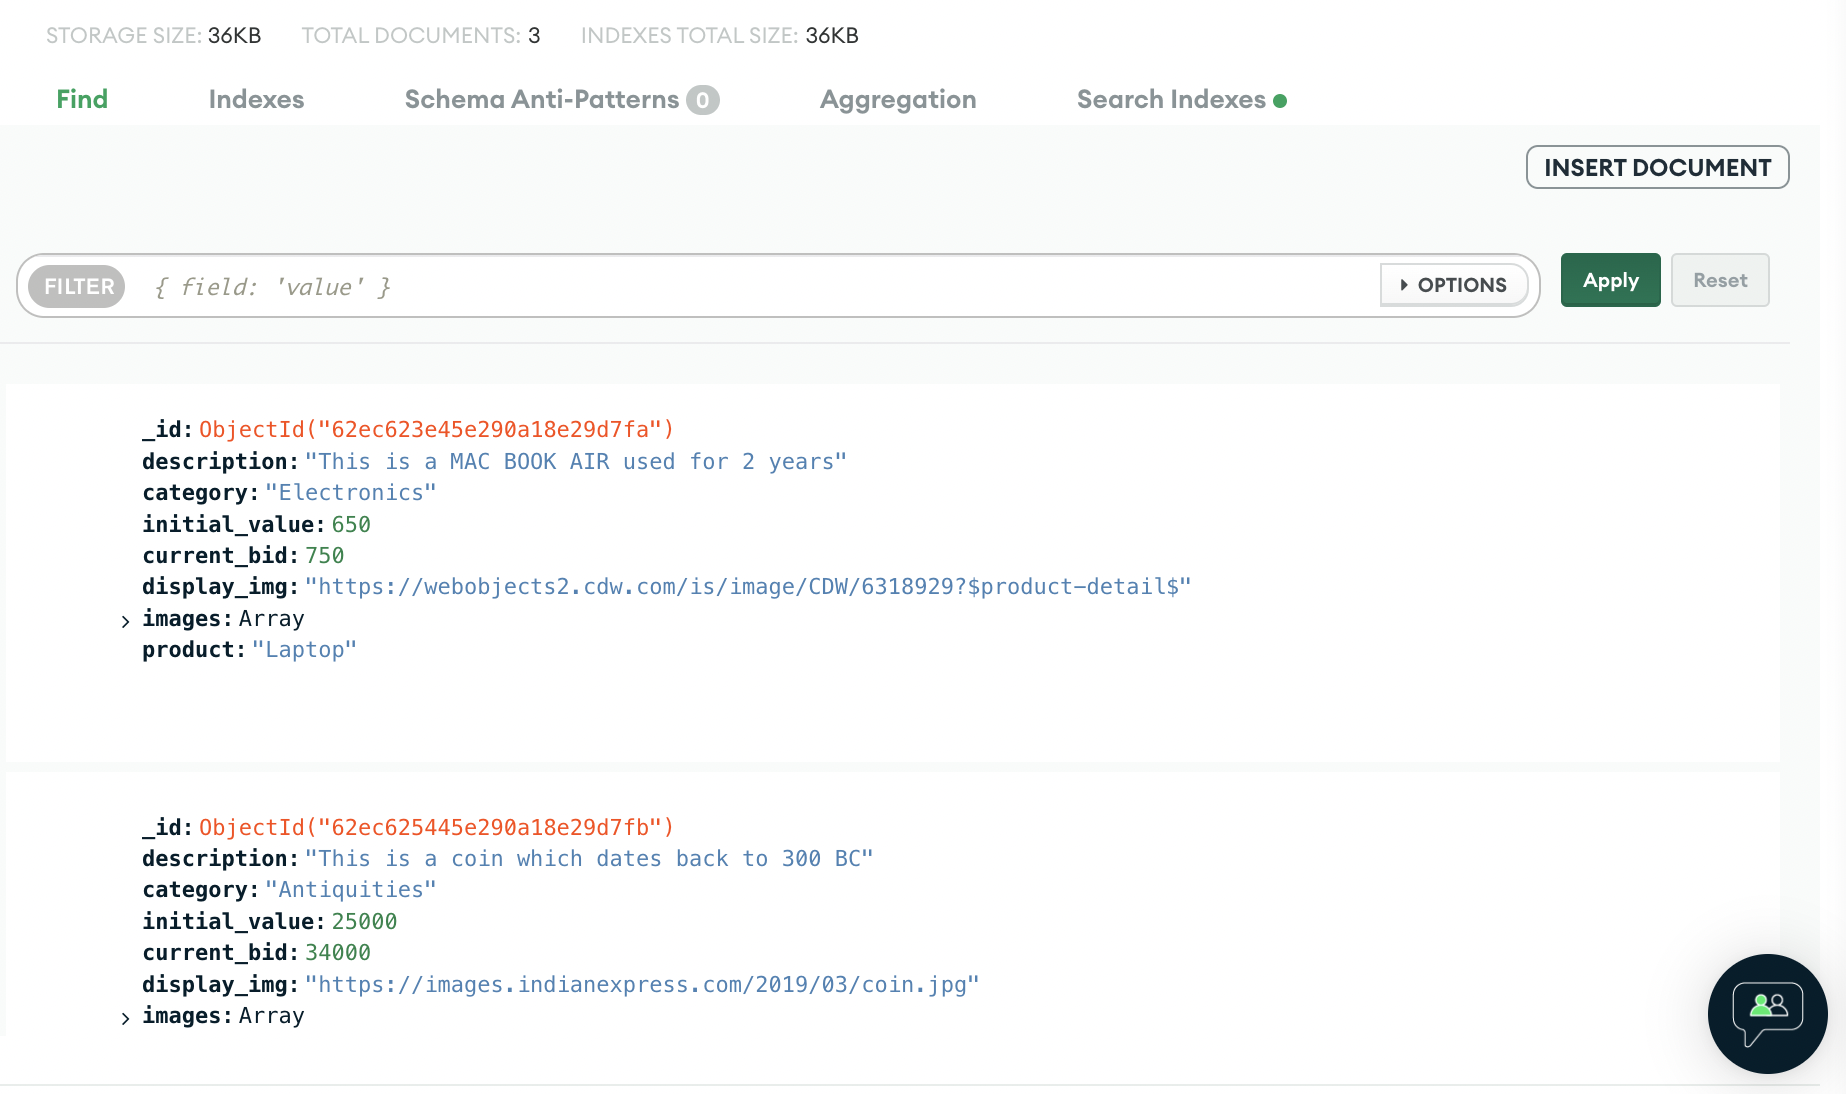 STORAGE SIZE: 36KB TOTAL DOCUMENTS: 3 INDEXES TOTAL SIZE: 36KB
Find Indexes Schema Anti-Patterns 0 Aggregation Search Indexes
INSERT DOCUMENT
FILTER { field: 'value' } OPTIONS Apply Reset
_id: ObjectId("62ec623e45e290a18e29d7fa")
description: "This is a MAC BOOK AIR used for 2 years"
category: "Electronics"
initial_value: 650
current_bid: 750
display_img: "https://webobjects2.cdw.com/is/image/CDW/6318929?$product-detail$"
images: Array
product: "Laptop"
_id: ObjectId("62ec625445e290a18e29d7fb")
description: "This is a coin which dates back to 300 BC"
category: "Antiquities"
initial_value: 25000
current_bid: 34000
display_img: "https://images.indianexpress.com/2019/03/coin.jpg"
images: Array